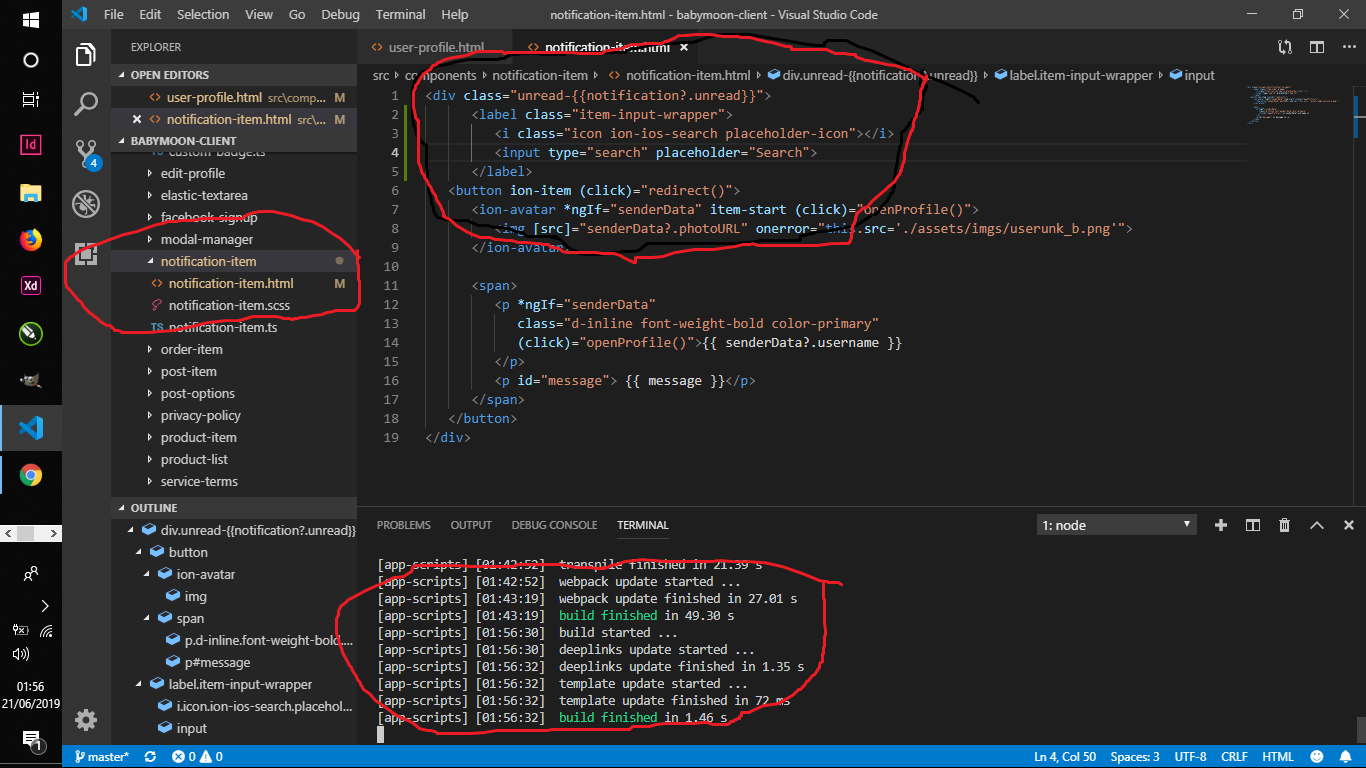 File Edit Selection View Go Debug Terminal Help
notification-item.html - babymoon-client - Visual Studio Code
EXPLORER
OPEN EDITORS
user-profile.html src\comp... M
notification-item.html src\... M
BABYMOON-CLIENT
custom-badge.ts
edit-profile
elastic-textarea
facebook-signup
modal-manager
notification-item
notification-item.html M
notification-item.scss
TS notification-item.ts
order-item
post-item
post-options
privacy-policy
product-item
product-list
service-terms
OUTLINE
div.unread-{{notification?.unread}}
button
ion-avatar
img
span
p.d-inline.font-weight-bold....
p#message
label.item-input-wrapper
i.icon.ion-ios-search.placehol...
input
user-profile.html
notification-item.html
src components notification-item notification-item.html div.unread-{{notification?.unread}} label.item-input-wrapper input
1 <div class="unread-{{notification?.unread}}">
2 <label class="item-input-wrapper">
3 <i class="icon ion-ios-search placeholder-icon"></i>
4 <input type="search" placeholder="Search">
5 </label>
6 <button ion-item (click)="redirect()">
7 <ion-avatar *ngIf="senderData" item-start (click)="openProfile()">
8 <img [src]="senderData?.photoURL" onerror="this.src='./assets/imgs/userunk_b.png'">
9 </ion-avatar>
10
11 <span>
12 <p *ngIf="senderData"
13 class="d-inline font-weight-bold color-primary"
14 (click)="openProfile()">{{ senderData?.username }}
15 </p>
16 <p id="message"> {{ message }}</p>
17 </span>
18 </button>
19 </div>
PROBLEMS OUTPUT DEBUG CONSOLE TERMINAL
1: node
[app-scripts] [01:42:52] transpile finished in 21.39 s
[app-scripts] [01:42:52] webpack update started ...
[app-scripts] [01:43:19] webpack update finished in 27.01 s
[app-scripts] [01:43:19] build finished in 49.30 s
[app-scripts] [01:56:30] build started ...
[app-scripts] [01:56:30] deeplinks update started ...
[app-scripts] [01:56:32] deeplinks update finished in 1.35 s
[app-scripts] [01:56:32] template update started ...
[app-scripts] [01:56:32] template update finished in 72 ms
[app-scripts] [01:56:32] build finished in 1.46 s
Id
Xd
4
01:56
21/06/2019
1
master* 0 0
Ln 4, Col 50 Spaces: 3 UTF-8 CRLF HTML